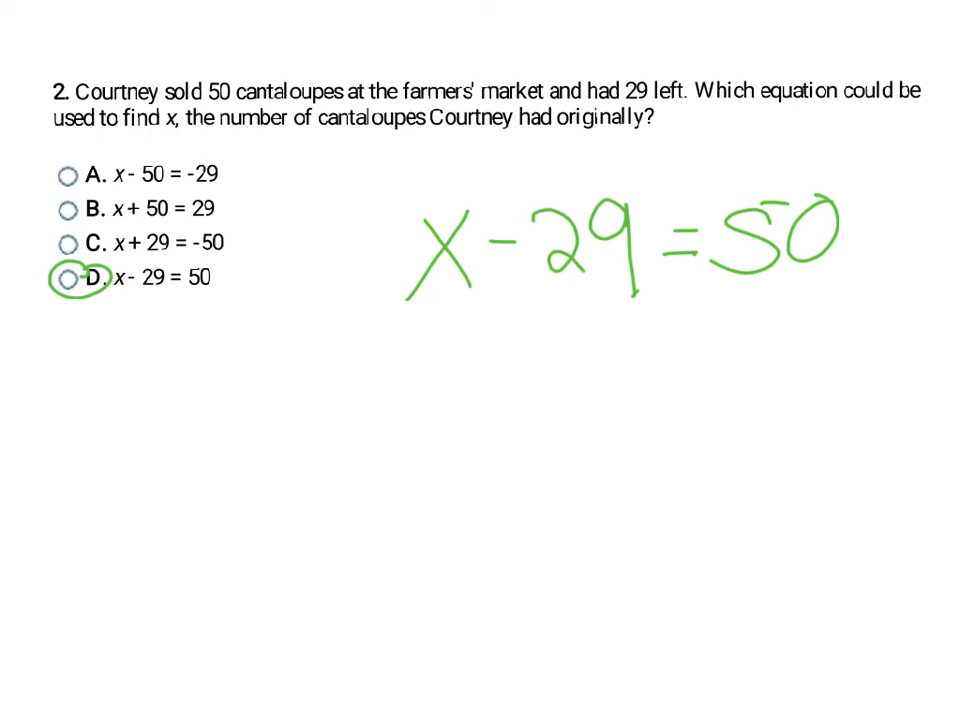 2. Courtney sold 50 cantaloupes at the farmers' market and had 29 left. Which equation could be
used to find x, the number of cantaloupes Courtney had originally?
A. x - 50 = -29
B. x + 50 = 29
C. x + 29 = -50
D. x - 29 = 50
x - 29 = 50